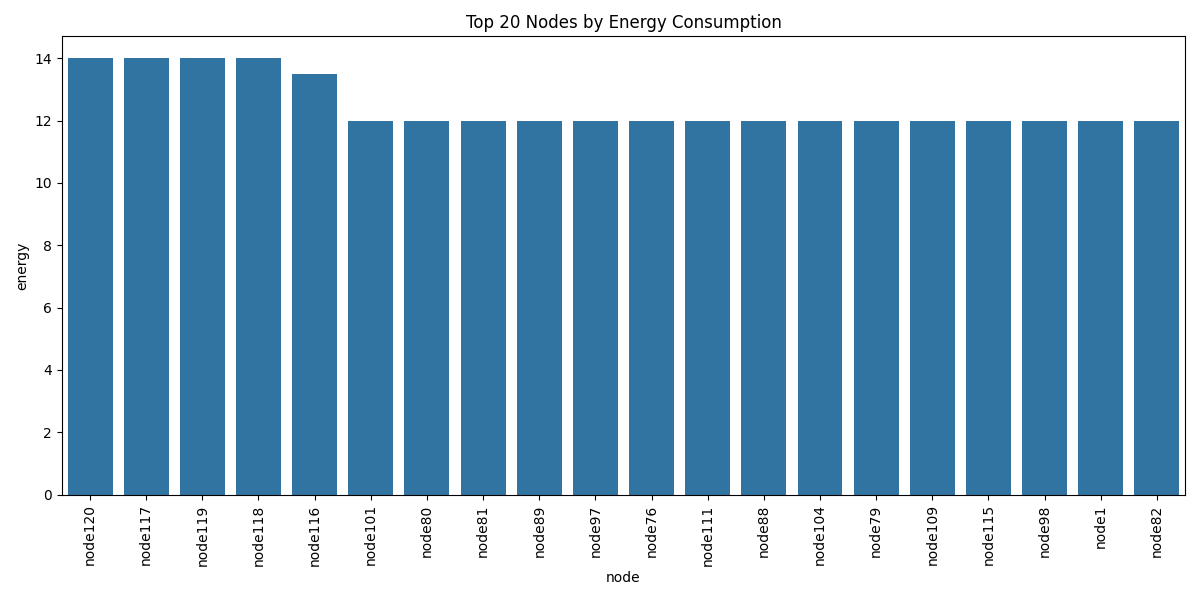 Top 20 Nodes by Energy Consumption
14
12
10
8
6
4
2
0
energy
node120
node117
node119
node118
node116
node101
node80
node81
node89
node97
node76
node111
node88
node104
node79
node109
node115
node98
node1
node82
node